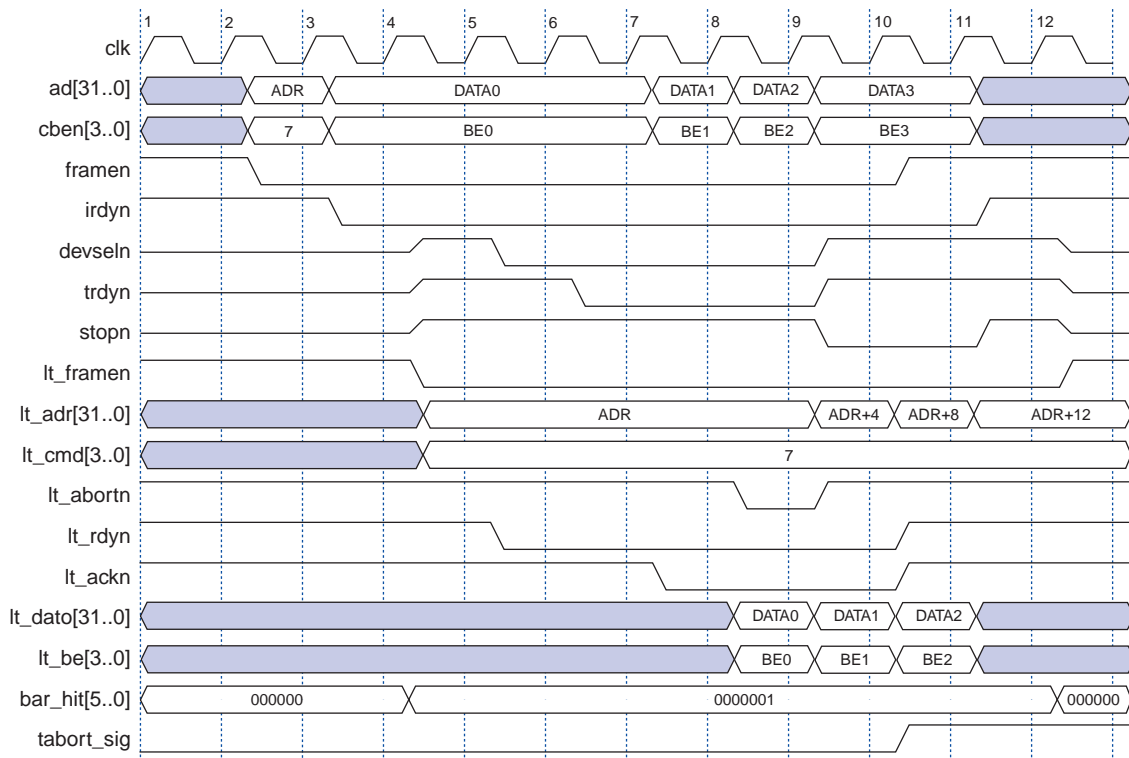 1 2 3 4 5 6 7 8 9 10 11 12
clk
ad[31..0] ADR DATA0 DATA1 DATA2 DATA3
cben[3..0] 7 BE0 BE1 BE2 BE3
framen
irdyn
devseln
trdyn
stopn
lt_framen
lt_adr[31..0] ADR ADR+4 ADR+8 ADR+12
lt_cmd[3..0] 7
lt_abortn
lt_rdyn
lt_ackn
lt_dato[31..0] DATA0 DATA1 DATA2
lt_be[3..0] BE0 BE1 BE2
bar_hit[5..0] 000000 0000001 000000
tabort_sig